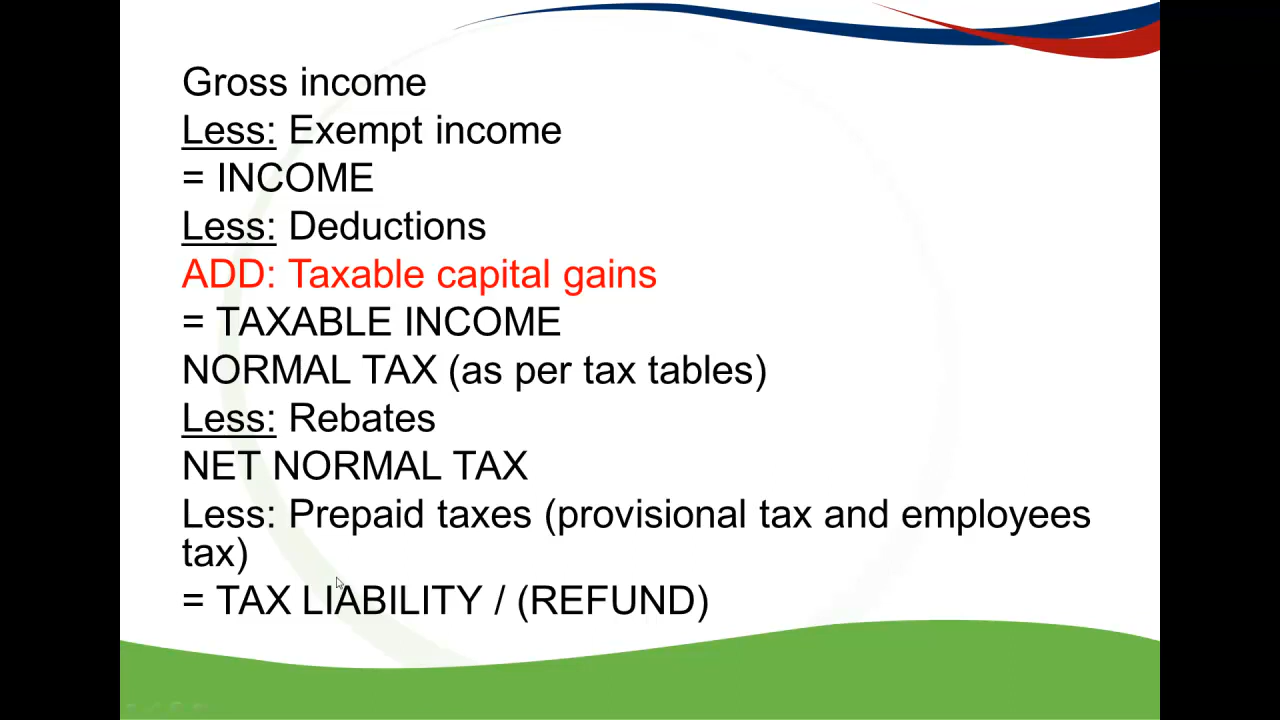 Gross income
Less: Exempt income
= INCOME
Less: Deductions
ADD: Taxable capital gains
= TAXABLE INCOME
NORMAL TAX (as per tax tables)
Less: Rebates
NET NORMAL TAX
Less: Prepaid taxes (provisional tax and employees
tax)
= TAX LIABILITY / (REFUND)